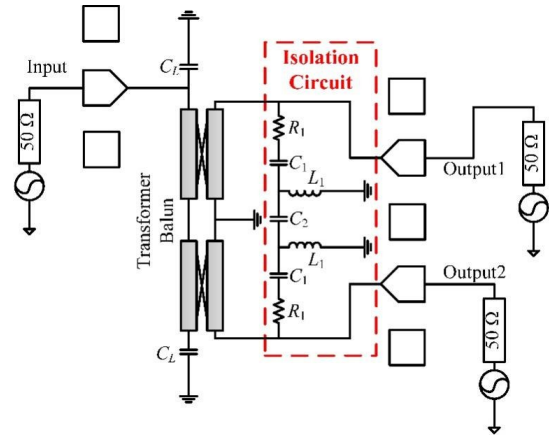 C_L
Input
50 Ω
Transformer
Balun
C_L
Isolation
Circuit
R_1
C_1
L_1
C_2
L_1
C_1
R_1
Output1
50 Ω
Output2
50 Ω